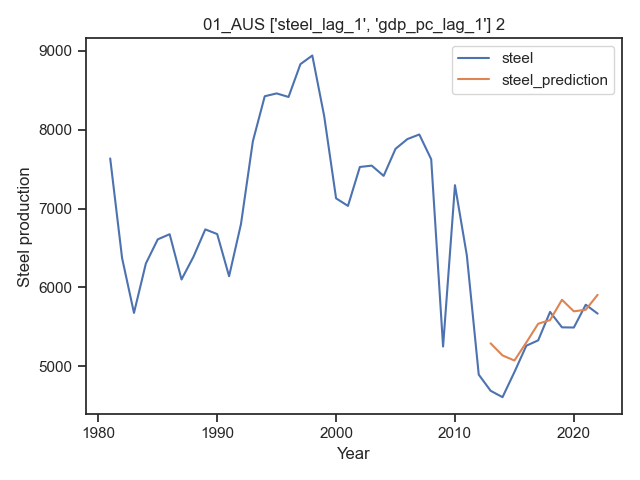 01_AUS ['steel_lag_1', 'gdp_pc_lag_1'] 2
steel
steel_prediction
9000
8000
7000
6000
5000
Steel production
1980
1990
2000
2010
2020
Year